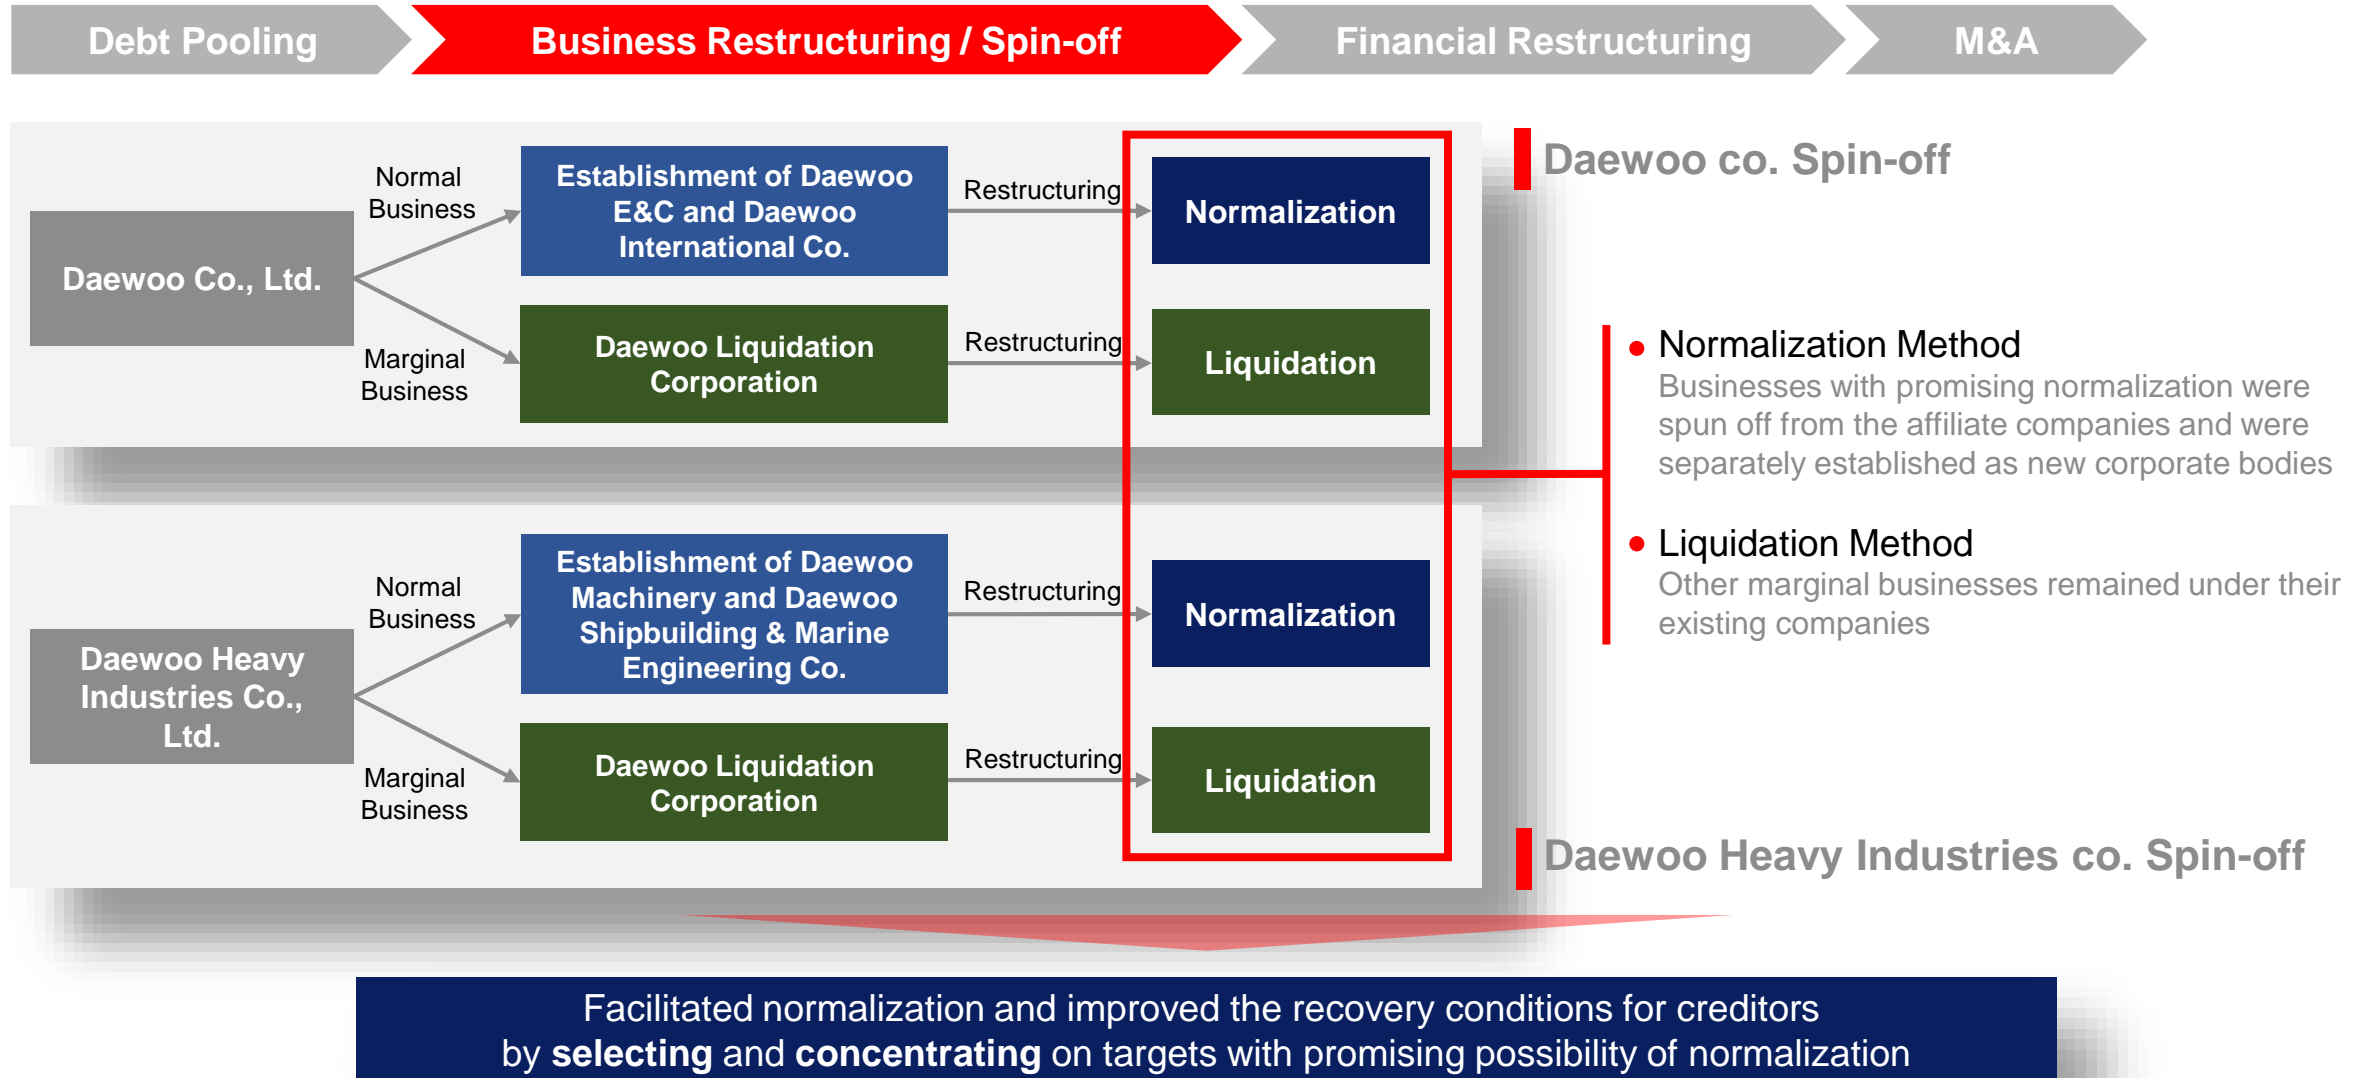 Debt Pooling
Business Restructuring / Spin-off
Financial Restructuring
M&A
Daewoo co. Spin-off
Daewoo Co., Ltd.
Normal
Business
Establishment of Daewoo
E&C and Daewoo
International Co.
Restructuring
Normalization
Marginal
Business
Daewoo Liquidation
Corporation
Restructuring
Liquidation
• Normalization Method
Businesses with promising normalization were
spun off from the affiliate companies and were
separately established as new corporate bodies
• Liquidation Method
Other marginal businesses remained under their
existing companies
Daewoo Heavy
Industries Co.,
Ltd.
Normal
Business
Establishment of Daewoo
Machinery and Daewoo
Shipbuilding & Marine
Engineering Co.
Restructuring
Normalization
Marginal
Business
Daewoo Liquidation
Corporation
Restructuring
Liquidation
Daewoo Heavy Industries co. Spin-off
Facilitated normalization and improved the recovery conditions for creditors
by selecting and concentrating on targets with promising possibility of normalization